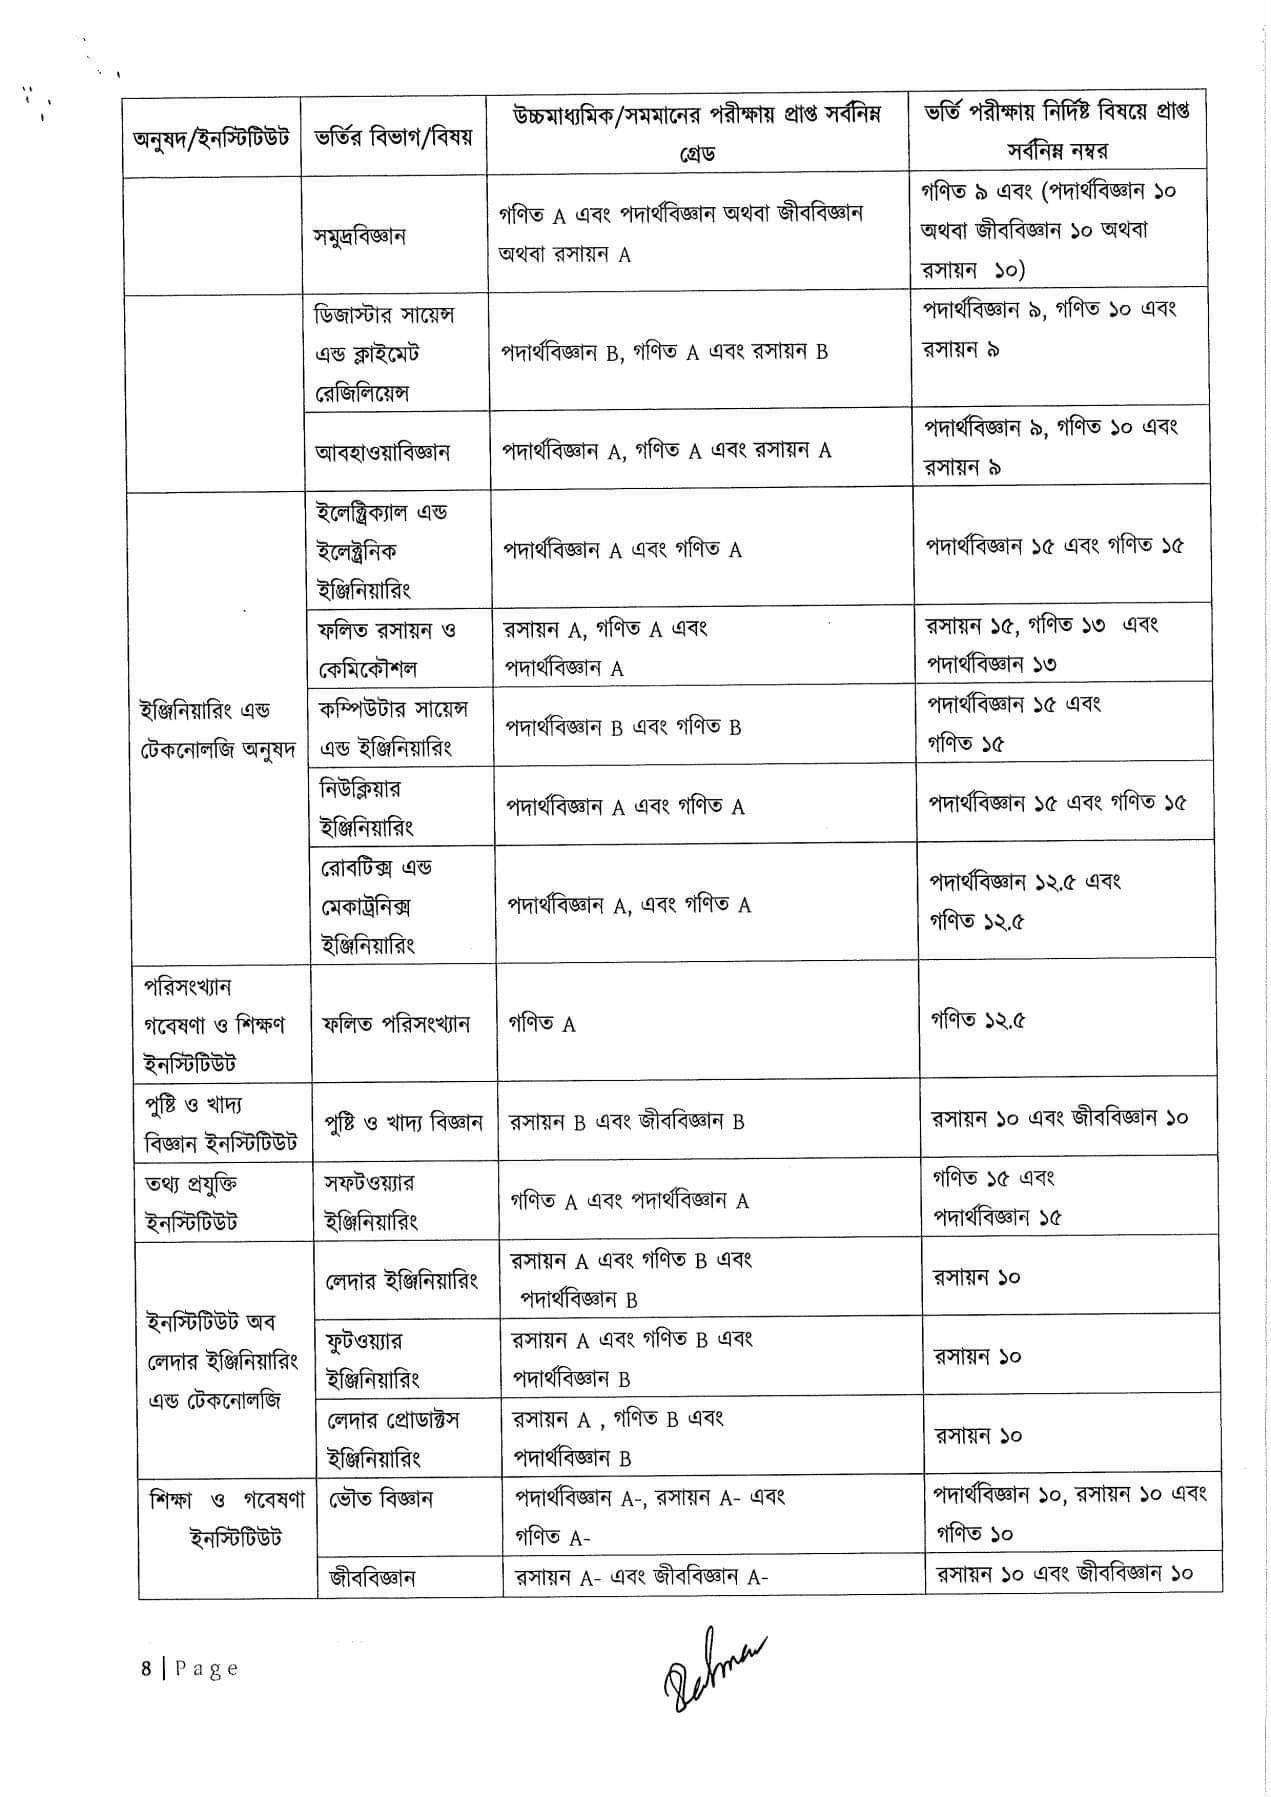 অনুষদ/ইনস্টিটিউট
ভর্তির বিভাগ/বিষয়
উচ্চমাধ্যমিক/সমমানের পরীক্ষায় প্রাপ্ত সর্বনিম্ন
গ্রেড
ভর্তি পরীক্ষায় নির্দিষ্ট বিষয়ে প্রাপ্ত
সর্বনিম্ন নম্বর
সমুদ্রবিজ্ঞান
গণিত A এবং পদার্থবিজ্ঞান অথবা জীববিজ্ঞান
অথবা রসায়ন A
গণিত ৯ এবং (পদার্থবিজ্ঞান ১০
অথবা জীববিজ্ঞান ১০ অথবা
রসায়ন ১০)
ডিজাস্টার সায়েন্স
এন্ড ক্লাইমেট
রেজিলিয়েন্স
পদার্থবিজ্ঞান B, গণিত A এবং রসায়ন B
পদার্থবিজ্ঞান ৯, গণিত ১০ এবং
রসায়ন ৯
আবহাওয়াবিজ্ঞান
পদার্থবিজ্ঞান A, গণিত A এবং রসায়ন A
পদার্থবিজ্ঞান ৯, গণিত ১০ এবং
রসায়ন ৯
ইঞ্জিনিয়ারিং এন্ড
টেকনোলজি অনুষদ
ইলেক্ট্রিক্যাল এন্ড
ইলেক্ট্রনিক
ইঞ্জিনিয়ারিং
পদার্থবিজ্ঞান A এবং গণিত A
পদার্থবিজ্ঞান ১৫ এবং গণিত ১৫
ফলিত রসায়ন ও
কেমিকৌশল
রসায়ন A, গণিত A এবং
পদার্থবিজ্ঞান A
রসায়ন ১৫, গণিত ১৩ এবং
পদার্থবিজ্ঞান ১৩
কম্পিউটার সায়েন্স
এন্ড ইঞ্জিনিয়ারিং
পদার্থবিজ্ঞান B এবং গণিত B
পদার্থবিজ্ঞান ১৫ এবং
গণিত ১৫
নিউক্লিয়ার
ইঞ্জিনিয়ারিং
পদার্থবিজ্ঞান A এবং গণিত A
পদার্থবিজ্ঞান ১৫ এবং গণিত ১৫
রোবটিক্স এন্ড
মেকাট্রনিক্স
ইঞ্জিনিয়ারিং
পদার্থবিজ্ঞান A, এবং গণিত A
পদার্থবিজ্ঞান ১২.৫ এবং
গণিত ১২.৫
পরিসংখ্যান
গবেষণা ও শিক্ষণ
ইনস্টিটিউট
ফলিত পরিসংখ্যান
গণিত A
গণিত ১২.৫
পুষ্টি ও খাদ্য
বিজ্ঞান ইনস্টিটিউট
পুষ্টি ও খাদ্য বিজ্ঞান
রসায়ন B এবং জীববিজ্ঞান B
রসায়ন ১০ এবং জীববিজ্ঞান ১০
তথ্য প্রযুক্তি
ইনস্টিটিউট
সফটওয়্যার
ইঞ্জিনিয়ারিং
গণিত A এবং পদার্থবিজ্ঞান A
গণিত ১৫ এবং
পদার্থবিজ্ঞান ১৫
ইনস্টিটিউট অব
লেদার ইঞ্জিনিয়ারিং
এন্ড টেকনোলজি
লেদার ইঞ্জিনিয়ারিং
রসায়ন A এবং গণিত B এবং
পদার্থবিজ্ঞান B
রসায়ন ১০
ফুটওয়্যার
ইঞ্জিনিয়ারিং
রসায়ন A এবং গণিত B এবং
পদার্থবিজ্ঞান B
রসায়ন ১০
লেদার প্রোডাক্টস
ইঞ্জিনিয়ারিং
রসায়ন A , গণিত B এবং
পদার্থবিজ্ঞান B
রসায়ন ১০
শিক্ষা ও গবেষণা
ইনস্টিটিউট
ভৌত বিজ্ঞান
পদার্থবিজ্ঞান A-, রসায়ন A- এবং
গণিত A-
পদার্থবিজ্ঞান ১০, রসায়ন ১০ এবং
গণিত ১০
জীববিজ্ঞান
রসায়ন A- এবং জীববিজ্ঞান A-
রসায়ন ১০ এবং জীববিজ্ঞান ১০
8 | Page
Rahman